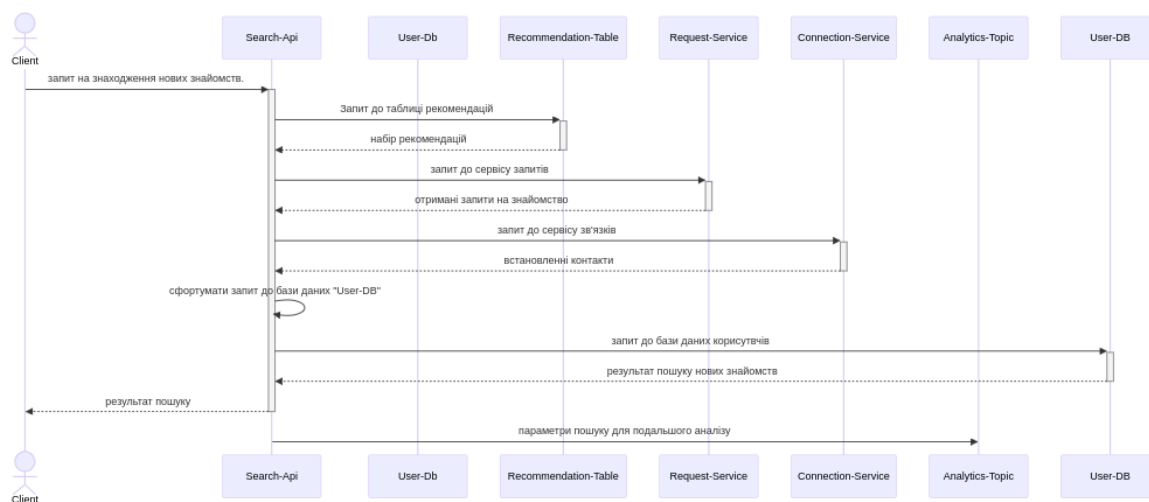 Client
Search-Api
User-Db
Recommendation-Table
Request-Service
Connection-Service
Analytics-Topic
User-DB
запит на знаходження нових знайомств.
Запит до таблиці рекомендацій
набір рекомендацій
запит до сервісу запитів
отримані запити на знайомство
запит до сервісу зв'язків
встановленні контакти
сфортумати запит до бази даних "User-DB"
запит до бази даних корисутвчів
результат пошуку нових знайомств
результат пошуку
параметри пошуку для подальшого аналізу
Client
Search-Api
User-Db
Recommendation-Table
Request-Service
Connection-Service
Analytics-Topic
User-DB